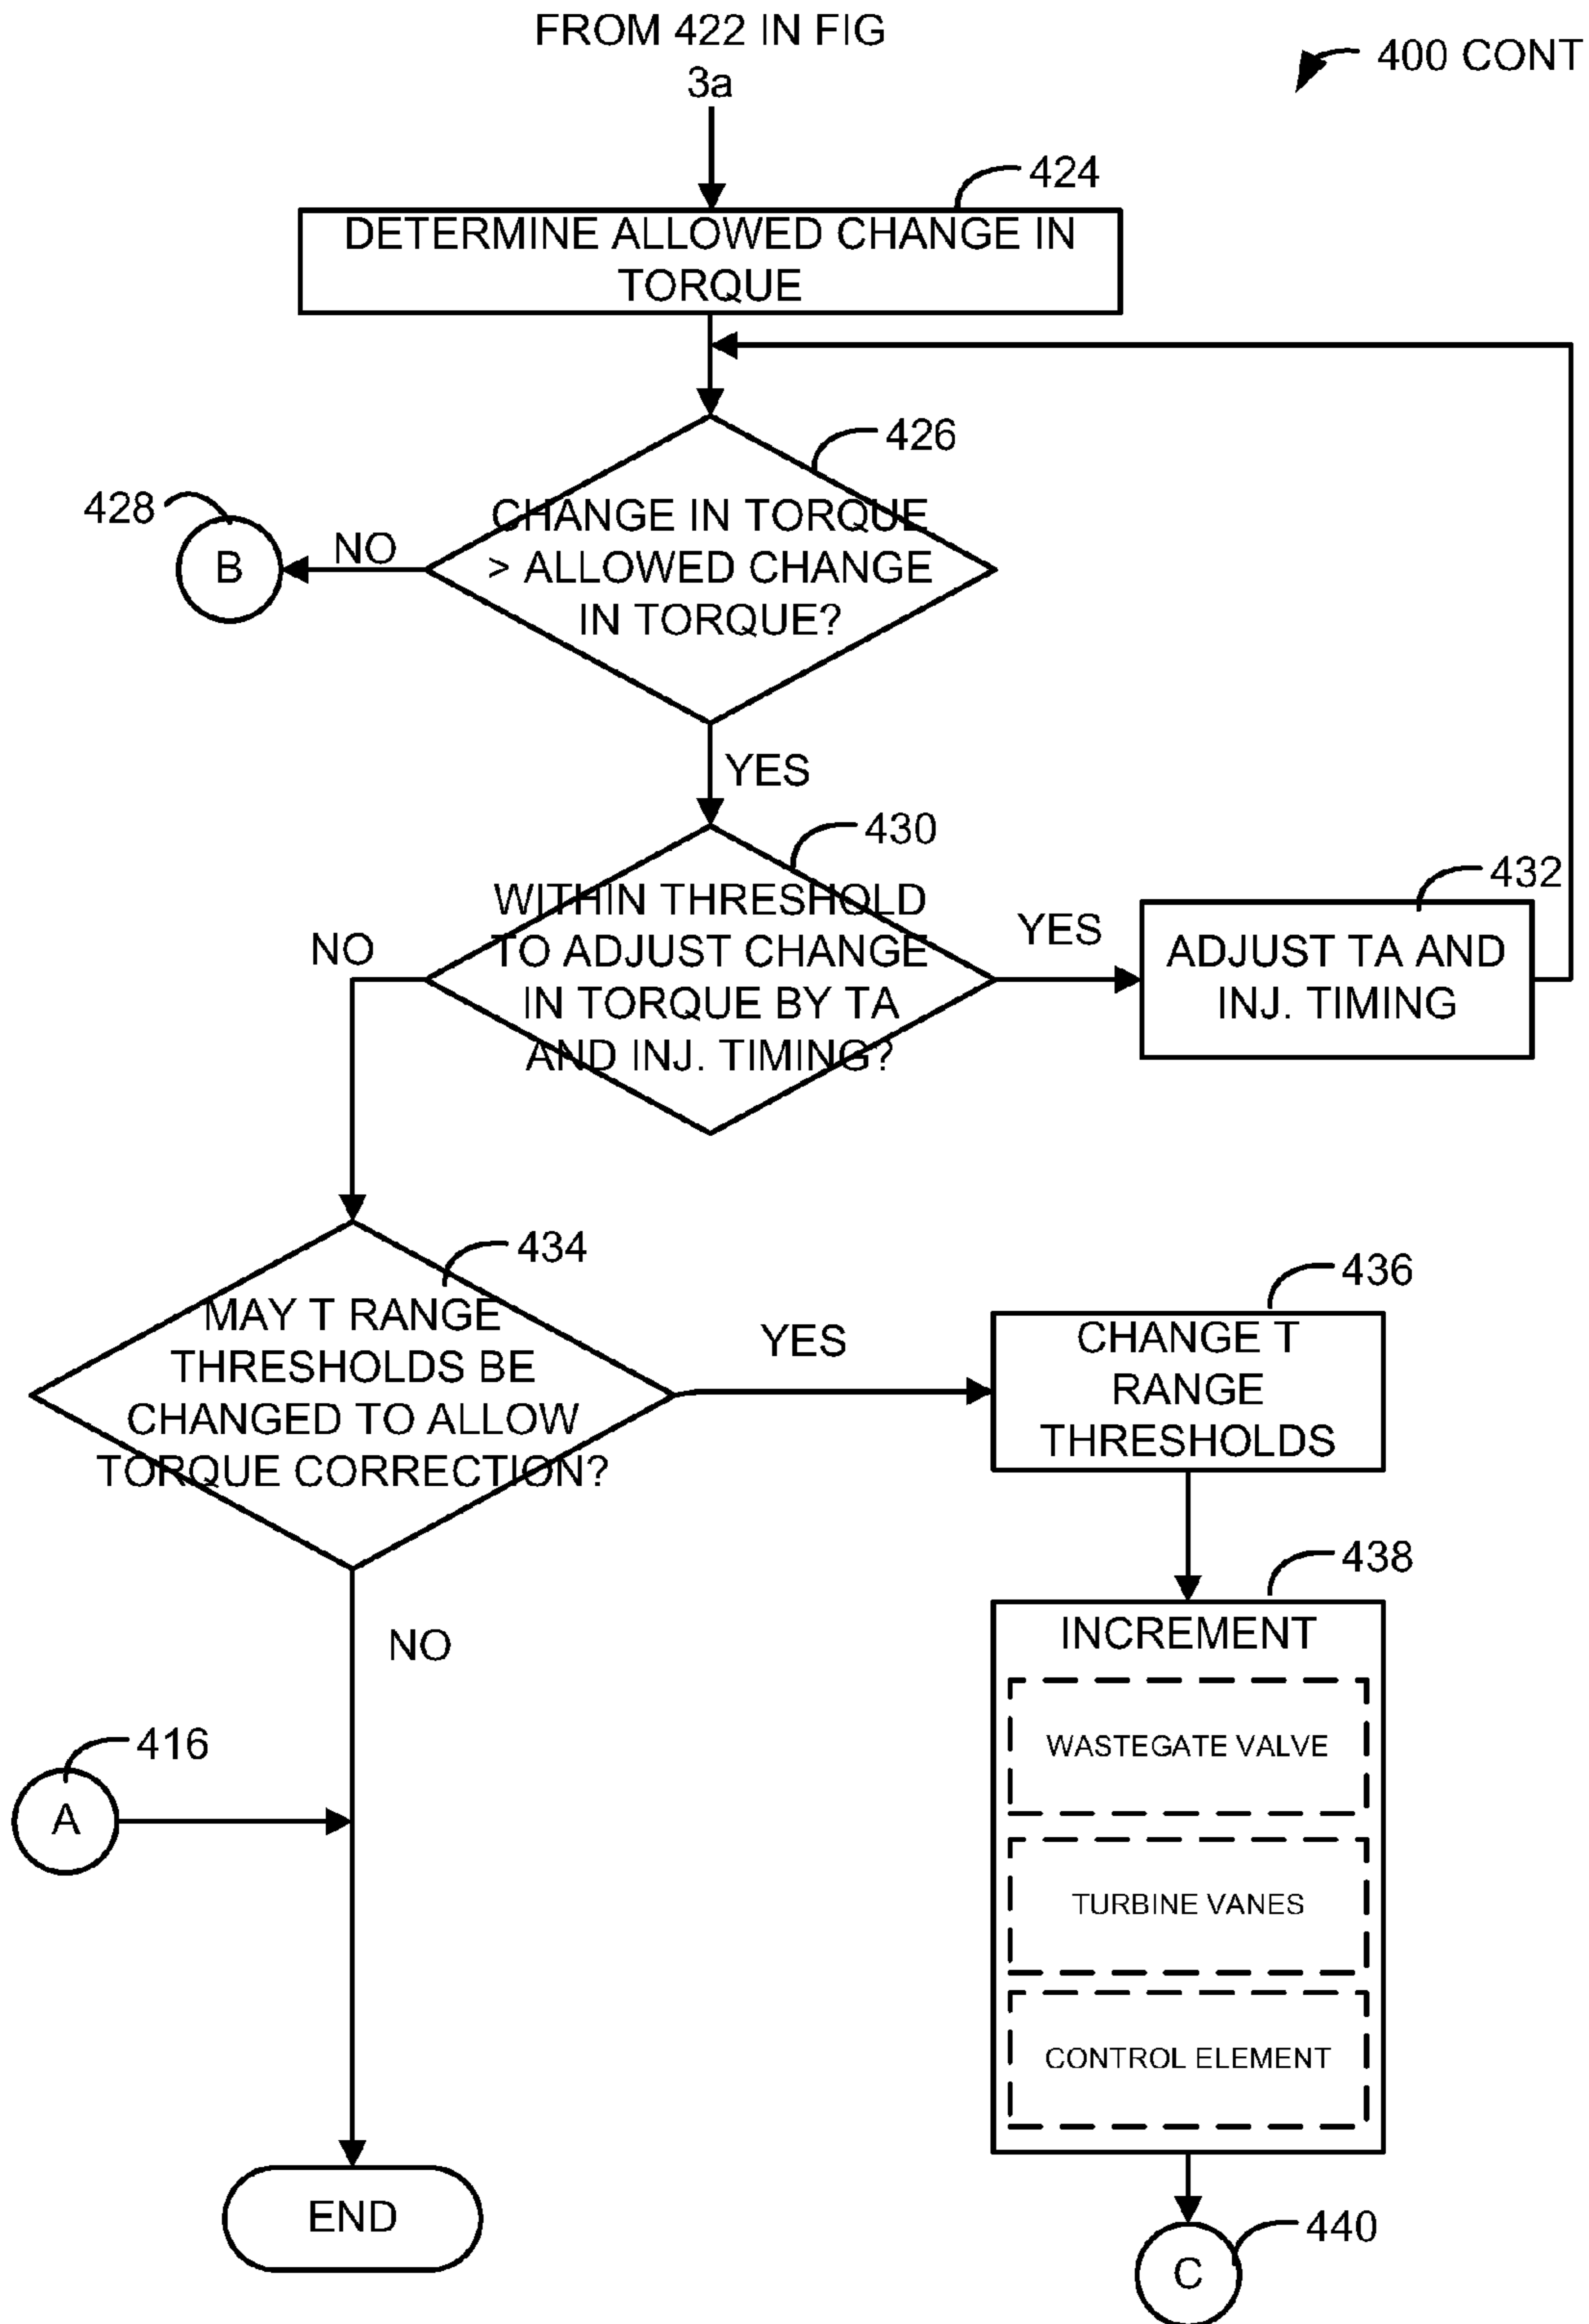 FROM 422 IN FIG
3a
400 CONT
424
DETERMINE ALLOWED CHANGE IN
TORQUE
426
CHANGE IN TORQUE
> ALLOWED CHANGE
IN TORQUE?
428
B
NO
YES
430
WITHIN THRESHOLD
TO ADJUST CHANGE
IN TORQUE BY TA
AND INJ. TIMING?
NO
YES
432
ADJUST TA AND
INJ. TIMING
434
MAY T RANGE
THRESHOLDS BE
CHANGED TO ALLOW
TORQUE CORRECTION?
YES
436
CHANGE T
RANGE
THRESHOLDS
438
INCREMENT
WASTEGATE VALVE
TURBINE VANES
CONTROL ELEMENT
NO
416
A
END
440
C